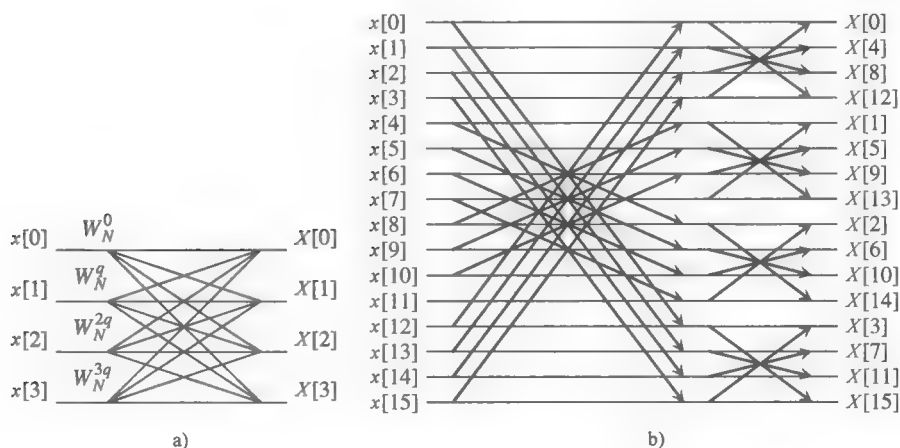 x[0] W_N^0 X[0]
x[1] W_N^q X[1]
x[2] W_N^{2q} X[2]
x[3] W_N^{3q} X[3]
a)
x[0] X[0]
x[1] X[4]
x[2] X[8]
x[3] X[12]
x[4] X[1]
x[5] X[5]
x[6] X[9]
x[7] X[13]
x[8] X[2]
x[9] X[6]
x[10] X[10]
x[11] X[14]
x[12] X[3]
x[13] X[7]
x[14] X[11]
x[15] X[15]
b)